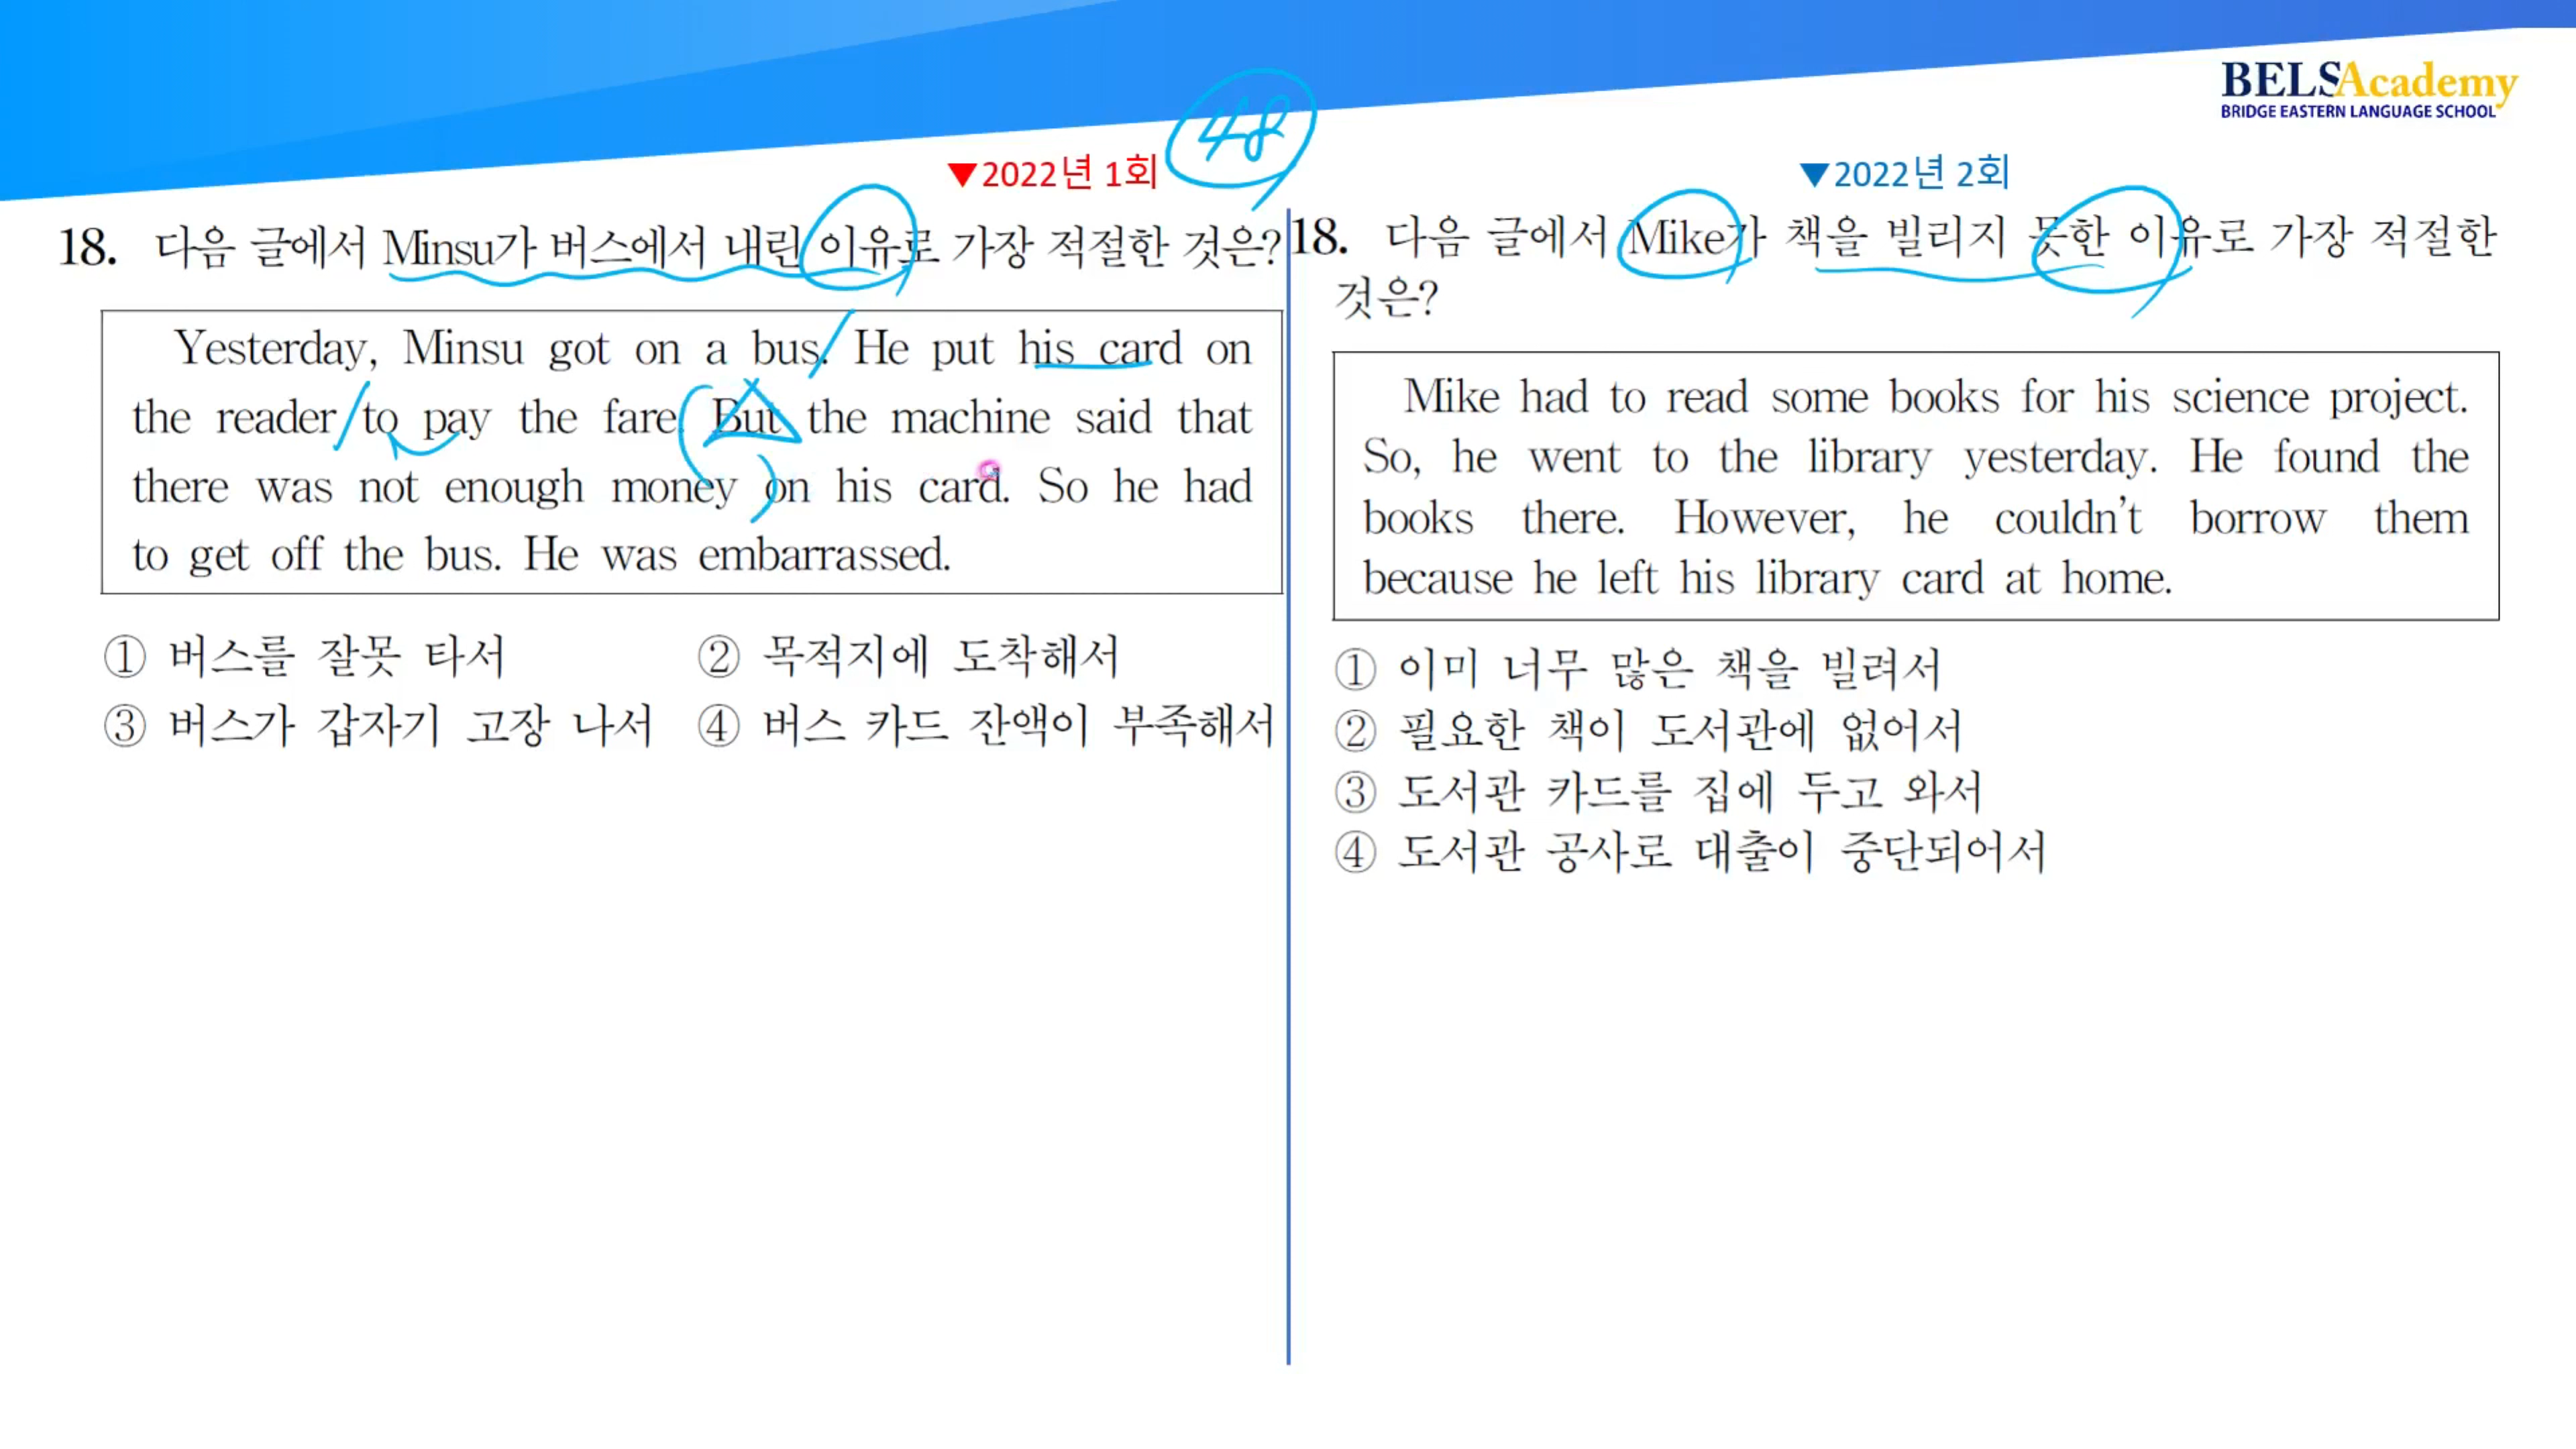 BELSAcademy
BRIDGE EASTERN LANGUAGE SCHOOL
▼2022년 1회
18. 다음 글에서 Minsu가 버스에서 내린 이유로 가장 적절한 것은?
Yesterday, Minsu got on a bus. He put his card on
the reader to pay the fare. But the machine said that
there was not enough money on his card. So he had
to get off the bus. He was embarrassed.
① 버스를 잘못 타서 ② 목적지에 도착해서
③ 버스가 갑자기 고장 나서 ④ 버스 카드 잔액이 부족해서
▼2022년 2회
18. 다음 글에서 Mike가 책을 빌리지 못한 이유로 가장 적절한
것은?
Mike had to read some books for his science project.
So, he went to the library yesterday. He found the
books there. However, he couldn't borrow them
because he left his library card at home.
① 이미 너무 많은 책을 빌려서
② 필요한 책이 도서관에 없어서
③ 도서관 카드를 집에 두고 와서
④ 도서관 공사로 대출이 중단되어서